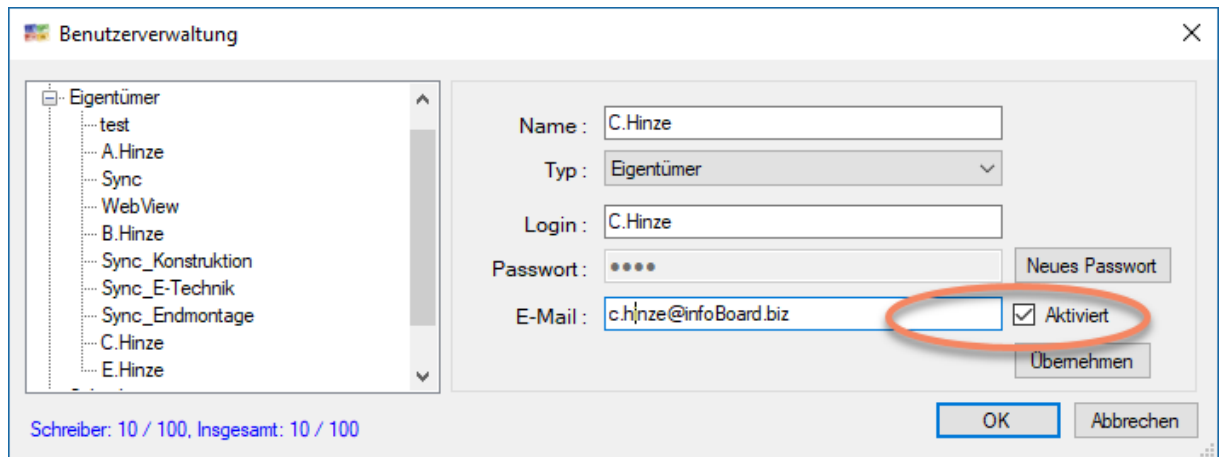 Benutzerverwaltung
Eigentümer
test
A.Hinze
Sync
WebView
B.Hinze
Sync_Konstruktion
Sync_E-Technik
Sync_Endmontage
C.Hinze
E.Hinze
Name : C.Hinze
Typ : Eigentümer
Login : C.Hinze
Passwort : ●●●● Neues Passwort
E-Mail : c.hinze@infoBoard.biz Aktiviert
Übernehmen
Schreiber: 10 / 100, Insgesamt: 10 / 100
OK Abbrechen